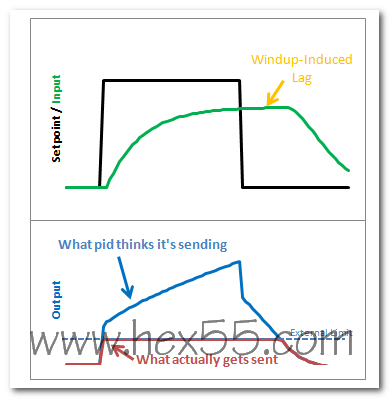 Windup-Induced
Lag
Setpoint / Input
What pid thinks it's sending
Output
External Limit
www.hex55.com
What actually gets sent